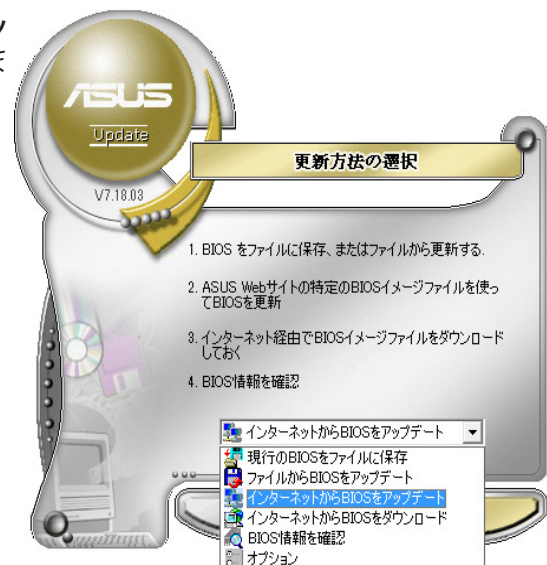 ASUS
Update
V7.18.03
更新方法の選択
1. BIOS をファイルに保存、またはファイルから更新する.
2. ASUS Webサイトの特定のBIOSイメージファイルを使っ
てBIOSを更新
3. インターネット経由でBIOSイメージファイルをダウンロード
しておく
4. BIOS情報を確認
インターネットからBIOSをアップデート
現行のBIOSをファイルに保存
ファイルからBIOSをアップデート
インターネットからBIOSをアップデート
インターネットからBIOSをダウンロード
BIOS情報を確認
オプション